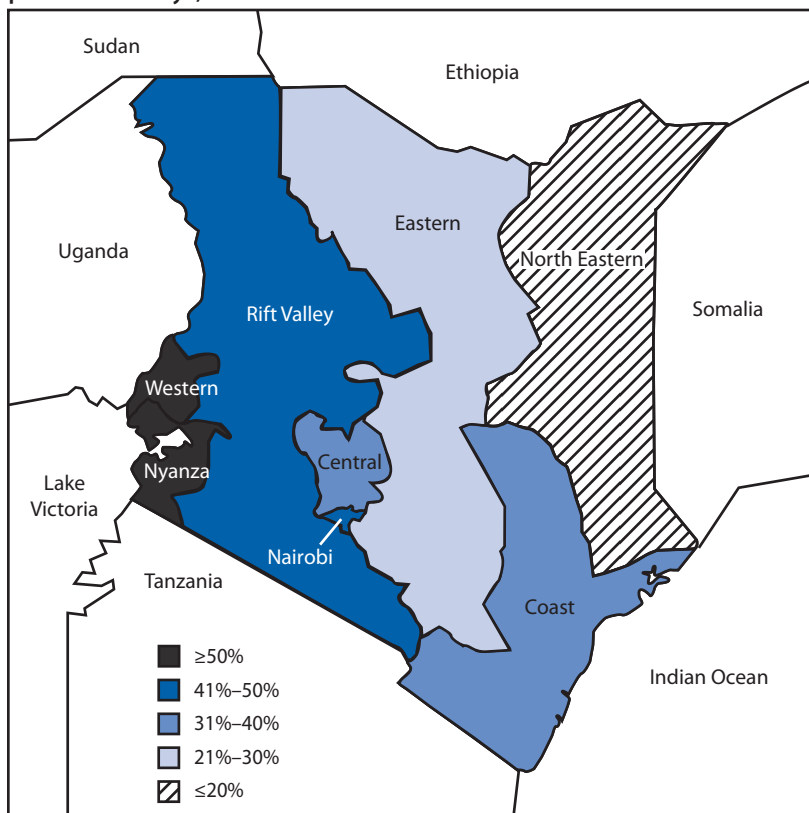 Sudan
Ethiopia
Uganda
Eastern
North Eastern
Somalia
Rift Valley
Western
Nyanza
Central
Lake
Victoria
Nairobi
Tanzania
Coast
Indian Ocean
≥50%
41%–50%
31%–40%
21%–30%
≤20%